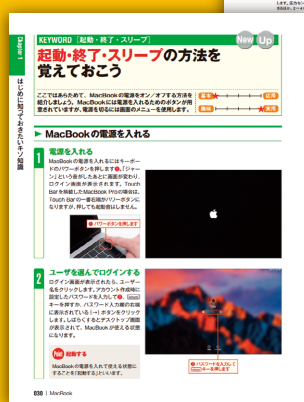 KEYWORD [起動・終了・スリープ]
New Up
起動・終了・スリープの方法を
覚えておこう
ここではあらためて、MacBookの電源をオン／オフする方法を
紹介しましょう。MacBookには電源を入れるためのボタンが用
意されていますが、電源を切るには画面のメニューを使用します。
基本
応用
機能
実用
Chapter 1
はじめに知っておきたいキソ知識
MacBookの電源を入れる
1
電源を入れる
MacBookの電源を入れるにはキーボー
ドのパワーボタンを押します❶。「ジャー
ン」という音がしたあとに画面が変わり、
ログイン画面が表示されます。Touch
Barを搭載したMacBook Proの場合は、
Touch Barの一番右端がパワーボタンに
なりますが、押しても起動音はしません。
❶ パワーボタンを押します
2
ユーザを選んでログインする
ログイン画面が表示されたら、ユーザー
名をクリックします。アカウント作成時に
設定したパスワードを入力して❶、return
キーを押すか、パスワード入力欄の右端
に表示されている[→]ボタンをクリック
します。しばらくするとデスクトップ画面
が表示されて、MacBookが使える状態
になります。
❶ パスワードを入力して
returnキーを押します
起動する
MacBookの電源を入れて使える状態に
することを「起動する」といいます。
030 | MacBook